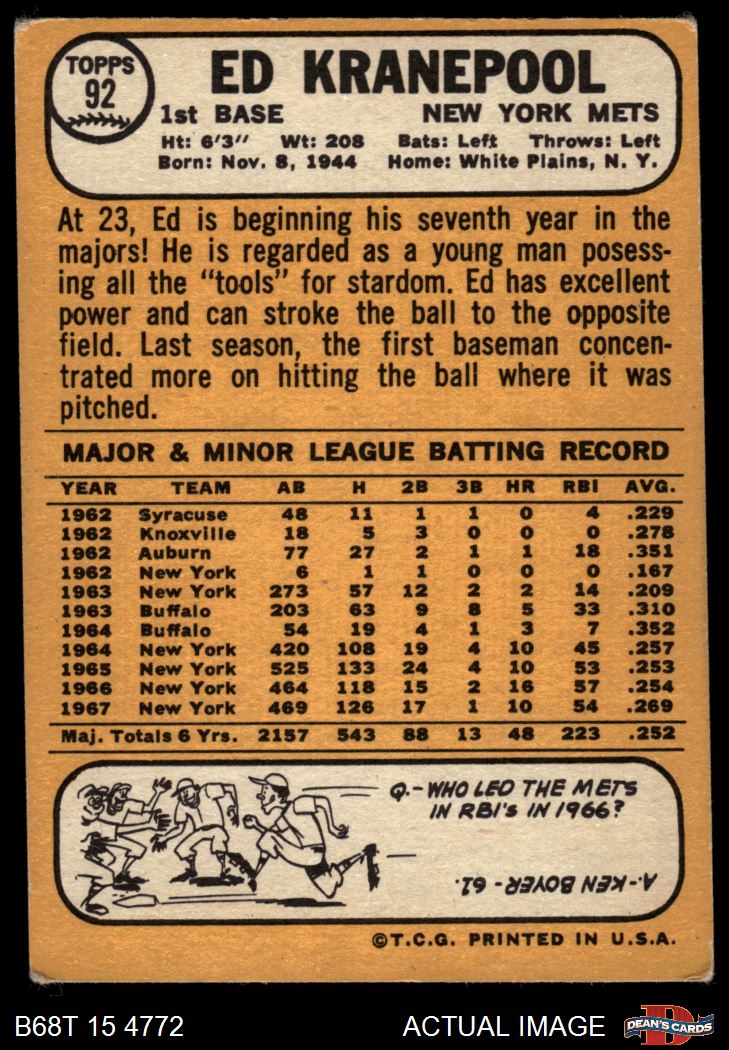 TOPPS
92
ED KRANEPOOL
1st BASE NEW YORK METS
Ht: 6'3" Wt: 208 Bats: Left Throws: Left
Born: Nov. 8, 1944 Home: White Plains, N. Y.
At 23, Ed is beginning his seventh year in the
majors! He is regarded as a young man posess-
ing all the "tools" for stardom. Ed has excellent
power and can stroke the ball to the opposite
field. Last season, the first baseman concen-
trated more on hitting the ball where it was
pitched.
MAJOR & MINOR LEAGUE BATTING RECORD
YEAR TEAM AB H 2B 3B HR RBI AVG.
1962 Syracuse 48 11 1 1 0 4 .229
1962 Knoxville 18 5 3 0 0 0 .278
1962 Auburn 77 27 2 1 1 18 .351
1962 New York 6 1 1 0 0 0 .167
1963 New York 273 57 12 2 2 14 .209
1963 Buffalo 203 63 9 8 5 33 .310
1964 Buffalo 54 19 4 1 3 7 .352
1964 New York 420 108 19 4 10 45 .257
1965 New York 525 133 24 4 10 53 .253
1966 New York 464 118 15 2 16 57 .254
1967 New York 469 126 17 1 10 54 .269
Maj. Totals 6 Yrs. 2157 543 88 13 48 223 .252
Q.-WHO LED THE METS
IN RBI'S IN 1966?
A.-KEN BOYER - 61.
©T.C.G. PRINTED IN U.S.A.
B68T 15 4772 ACTUAL IMAGE DEAN'S CARDS